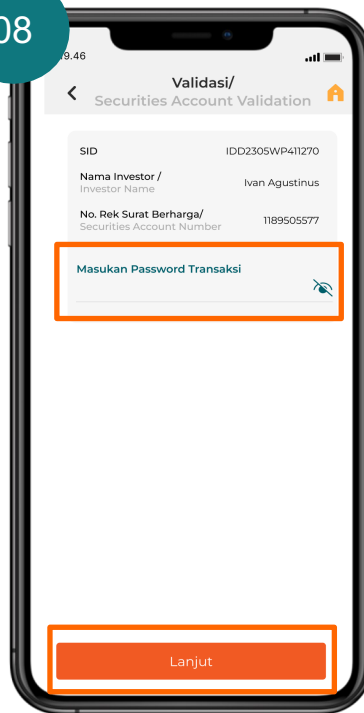 08
9.46
Validasi/
Securities Account Validation
SID IDD2305WP411270
Nama Investor /
Investor Name
Ivan Agustinus
No. Rek Surat Berharga/
Securities Account Number
1189505577
Masukan Password Transaksi
Lanjut